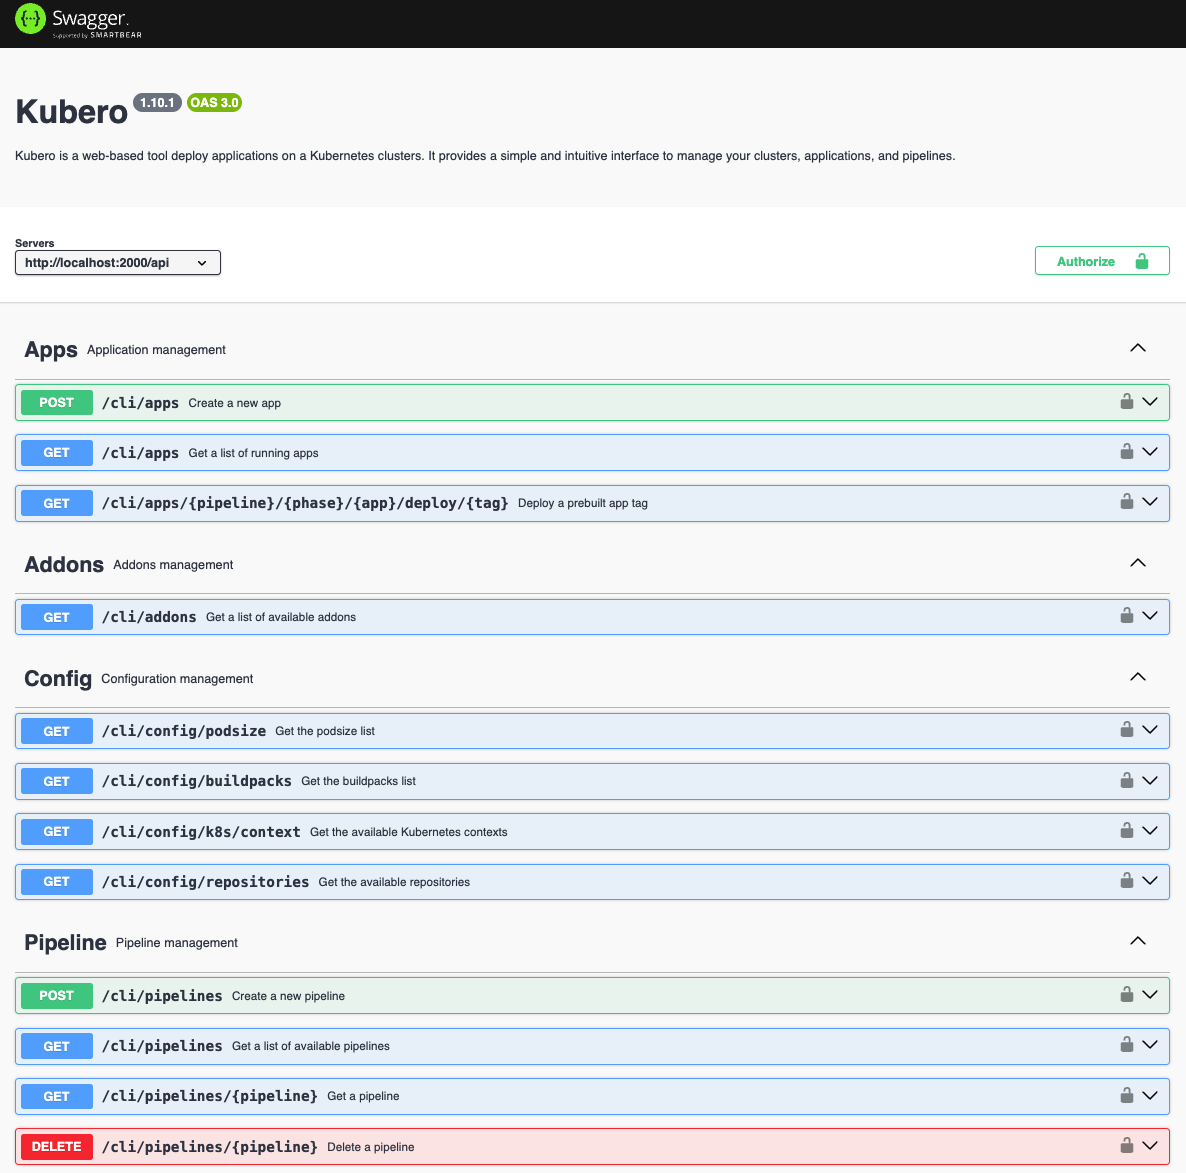 Swagger.
Supported by SMARTBEAR
Kubero 1.10.1 OAS 3.0
Kubero is a web-based tool deploy applications on a Kubernetes clusters. It provides a simple and intuitive interface to manage your clusters, applications, and pipelines.
Servers
http://localhost:2000/api
Authorize
Apps Application management
POST /cli/apps Create a new app
GET /cli/apps Get a list of running apps
GET /cli/apps/{pipeline}/{phase}/{app}/deploy/{tag} Deploy a prebuilt app tag
Addons Addons management
GET /cli/addons Get a list of available addons
Config Configuration management
GET /cli/config/podsize Get the podsize list
GET /cli/config/buildpacks Get the buildpacks list
GET /cli/config/k8s/context Get the available Kubernetes contexts
GET /cli/config/repositories Get the available repositories
Pipeline Pipeline management
POST /cli/pipelines Create a new pipeline
GET /cli/pipelines Get a list of available pipelines
GET /cli/pipelines/{pipeline} Get a pipeline
DELETE /cli/pipelines/{pipeline} Delete a pipeline